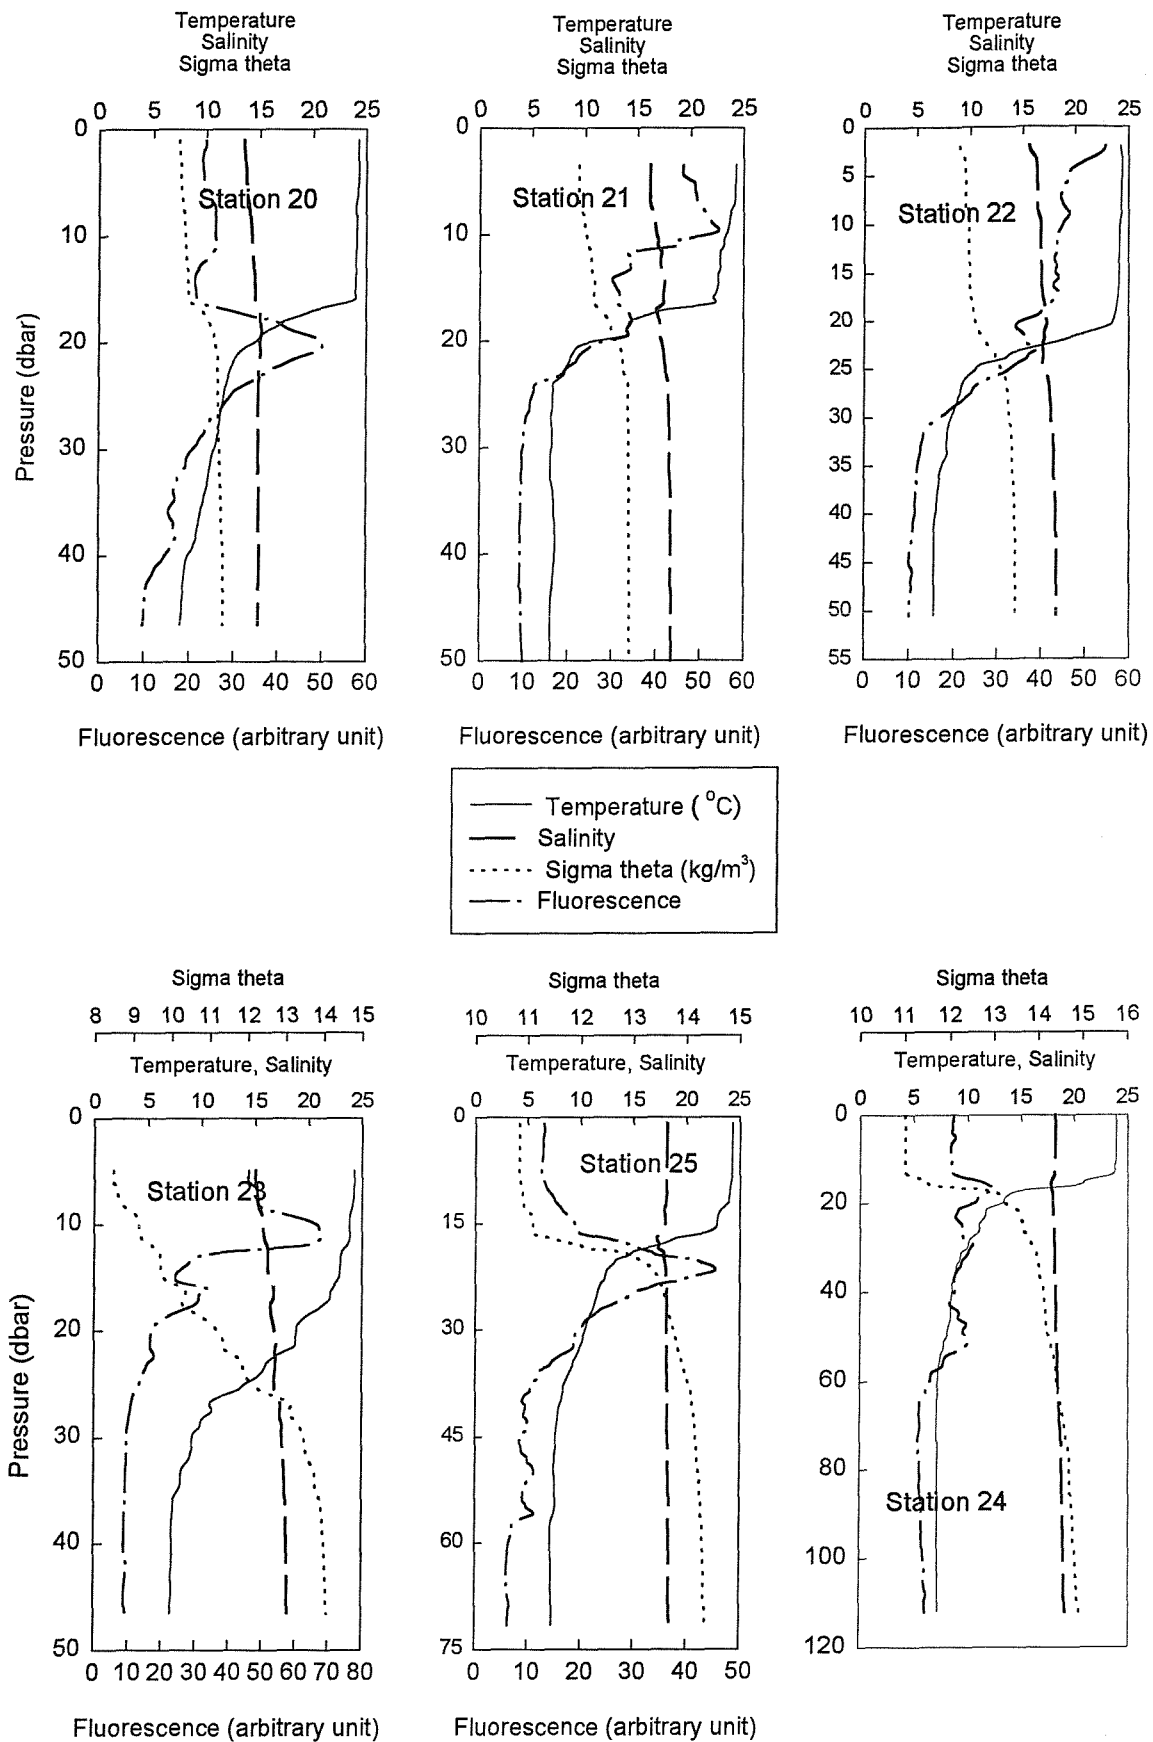 Temperature
Salinity
Sigma theta
0 5 10 15 20 25
0
10
20
30
40
50
Station 20
0 10 20 30 40 50 60
Fluorescence (arbitrary unit)
Pressure (dbar)
Temperature
Salinity
Sigma theta
0 5 10 15 20 25
0
10
20
30
40
50
Station 21
0 10 20 30 40 50 60
Fluorescence (arbitrary unit)
Temperature
Salinity
Sigma theta
0 5 10 15 20 25
0
5
10
15
20
25
30
35
40
45
50
55
Station 22
0 10 20 30 40 50 60
Fluorescence (arbitrary unit)
Temperature ( °C)
Salinity
Sigma theta (kg/m³)
Fluorescence
Sigma theta
8 9 10 11 12 13 14 15
Temperature, Salinity
0 5 10 15 20 25
0
10
20
30
40
50
Station 23
0 10 20 30 40 50 60 70 80
Fluorescence (arbitrary unit)
Pressure (dbar)
Sigma theta
10 11 12 13 14 15
Temperature, Salinity
0 5 10 15 20 25
0
15
30
45
60
75
Station 25
0 10 20 30 40 50
Fluorescence (arbitrary unit)
Sigma theta
10 11 12 13 14 15 16
Temperature, Salinity
0 5 10 15 20 25
0
20
40
60
80
100
120
Station 24